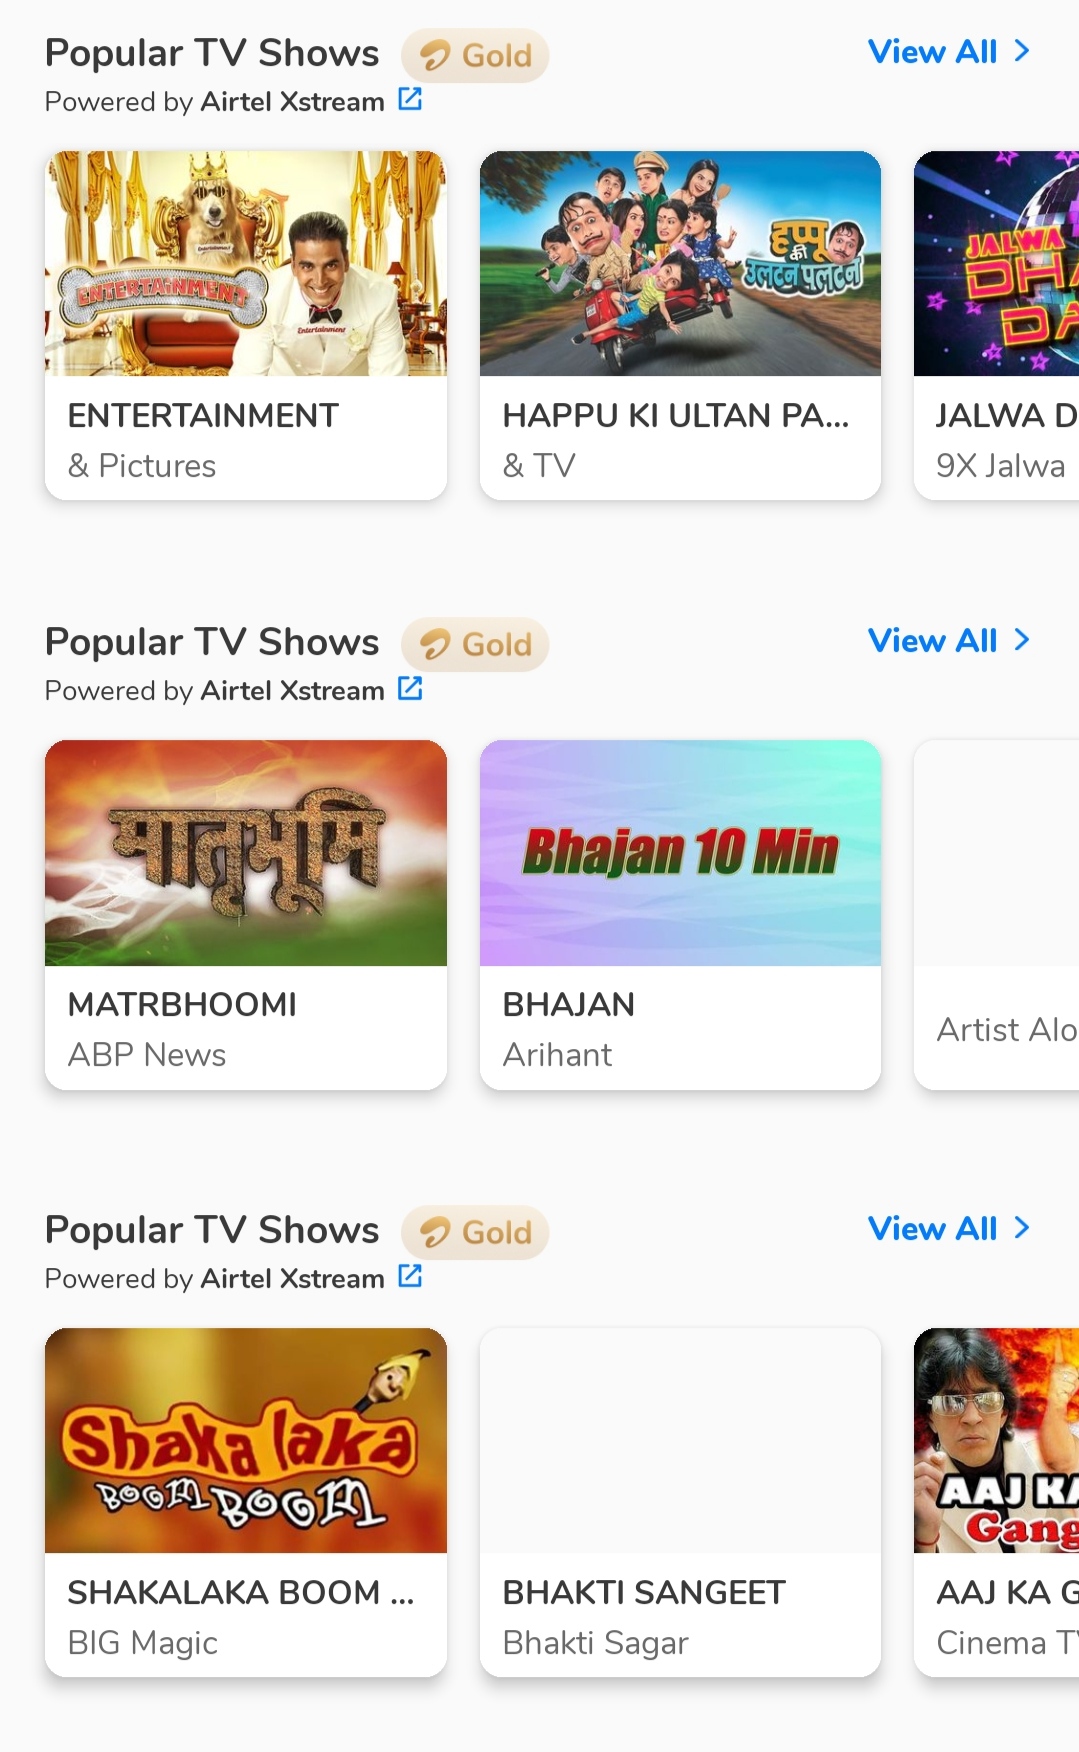 Popular TV Shows Gold View All
Powered by Airtel Xstream
Entertainment
ENTERTAINMENT
Entertainment
हप्पू
की
उलटन पलटन
JALWA
DHA
DA
ENTERTAINMENT
& Pictures
HAPPU KI ULTAN PA...
& TV
JALWA D
9X Jalwa
Popular TV Shows Gold View All
Powered by Airtel Xstream
मातृभूमि
Bhajan 10 Min
MATRBHOOMI
ABP News
BHAJAN
Arihant
Artist Alo
Popular TV Shows Gold View All
Powered by Airtel Xstream
Shaka laka
BOOM BOOM
AAJ KA
Gang
SHAKALAKA BOOM ...
BIG Magic
BHAKTI SANGEET
Bhakti Sagar
AAJ KA G
Cinema TV